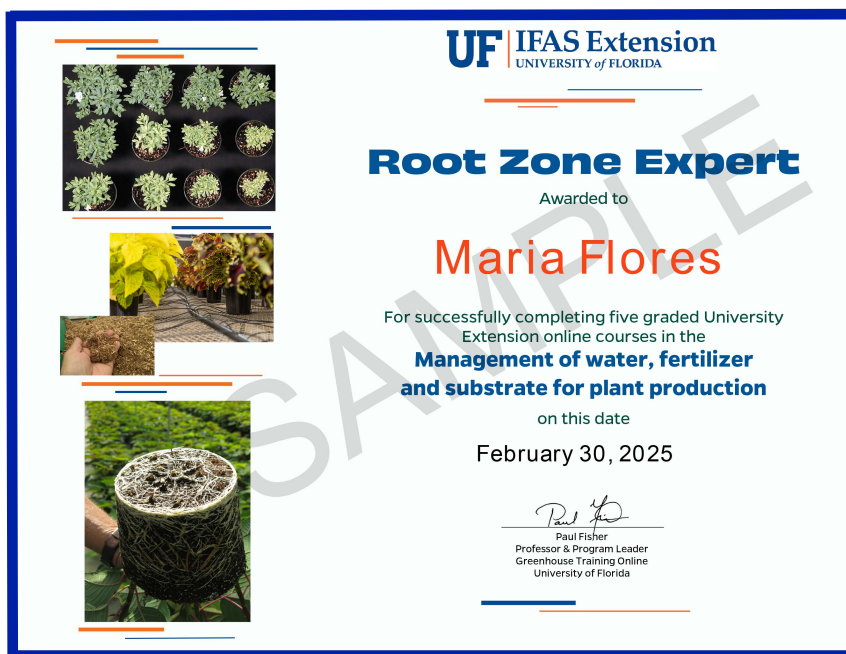 UF IFAS Extension
UNIVERSITY of FLORIDA
Root Zone Expert
Awarded to
Maria Flores
For successfully completing five graded University
Extension online courses in the
Management of water, fertilizer
and substrate for plant production
on this date
February 30, 2025
Paul Fisher
Paul Fisher
Professor & Program Leader
Greenhouse Training Online
University of Florida
SAMPLE